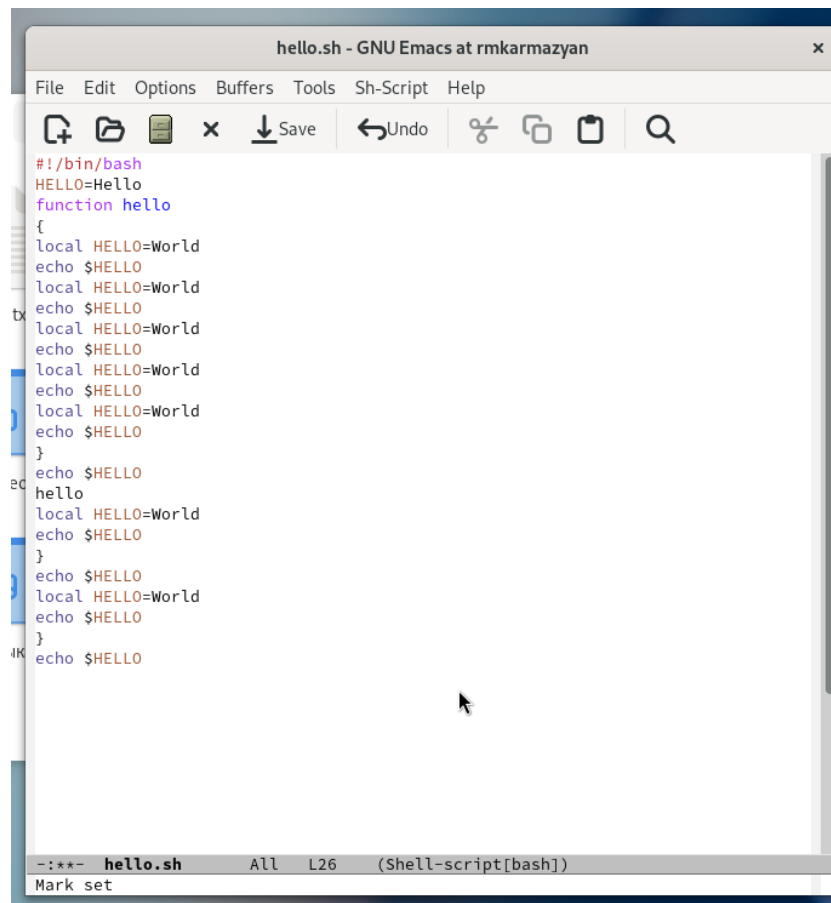 hello.sh - GNU Emacs at rmkarmazyan
File Edit Options Buffers Tools Sh-Script Help
Save Undo
#!/bin/bash
HELLO=Hello
function hello
{
local HELLO=World
echo $HELLO
local HELLO=World
echo $HELLO
local HELLO=World
echo $HELLO
local HELLO=World
echo $HELLO
local HELLO=World
echo $HELLO
}
echo $HELLO
hello
local HELLO=World
echo $HELLO
}
echo $HELLO
local HELLO=World
echo $HELLO
}
echo $HELLO
-:**- hello.sh All L26 (Shell-script[bash])
Mark set